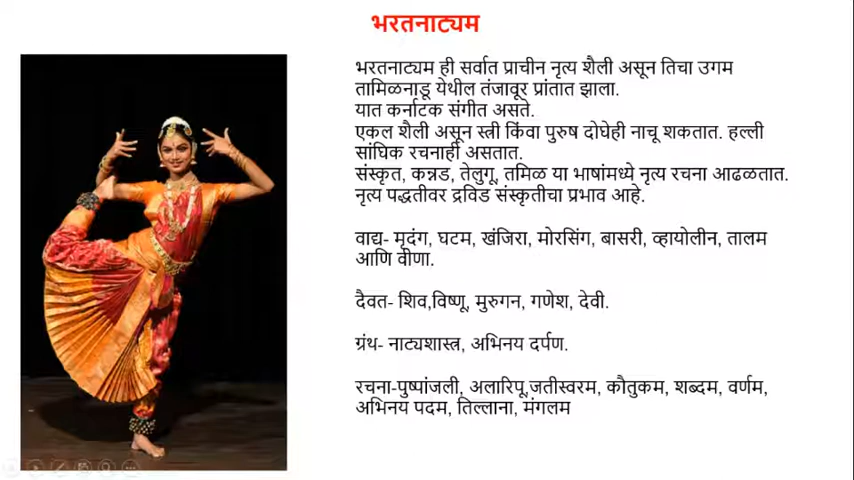 भरतनाट्यम
भरतनाट्यम ही सर्वात प्राचीन नृत्य शैली असून तिचा उगम
तामिळनाडू येथील तंजावूर प्रांतात झाला.
यात कर्नाटक संगीत असते.
एकल शैली असून स्त्री किंवा पुरुष दोघेही नाचू शकतात. हल्ली
सांघिक रचनाही असतात.
संस्कृत, कन्नड, तेलुगू, तमिळ या भाषांमध्ये नृत्य रचना आढळतात.
नृत्य पद्धतीवर द्रविड संस्कृतीचा प्रभाव आहे.
वाद्य- मृदंग, घटम, खंजिरा, मोरसिंग, बासरी, व्हायोलीन, तालम
आणि वीणा.
दैवत- शिव,विष्णू, मुरुगन, गणेश, देवी.
ग्रंथ- नाट्यशास्त्र, अभिनय दर्पण.
रचना-पुष्पांजली, अलारिपू,जतीस्वरम, कौतुकम, शब्दम, वर्णम,
अभिनय पदम, तिल्लाना, मंगलम